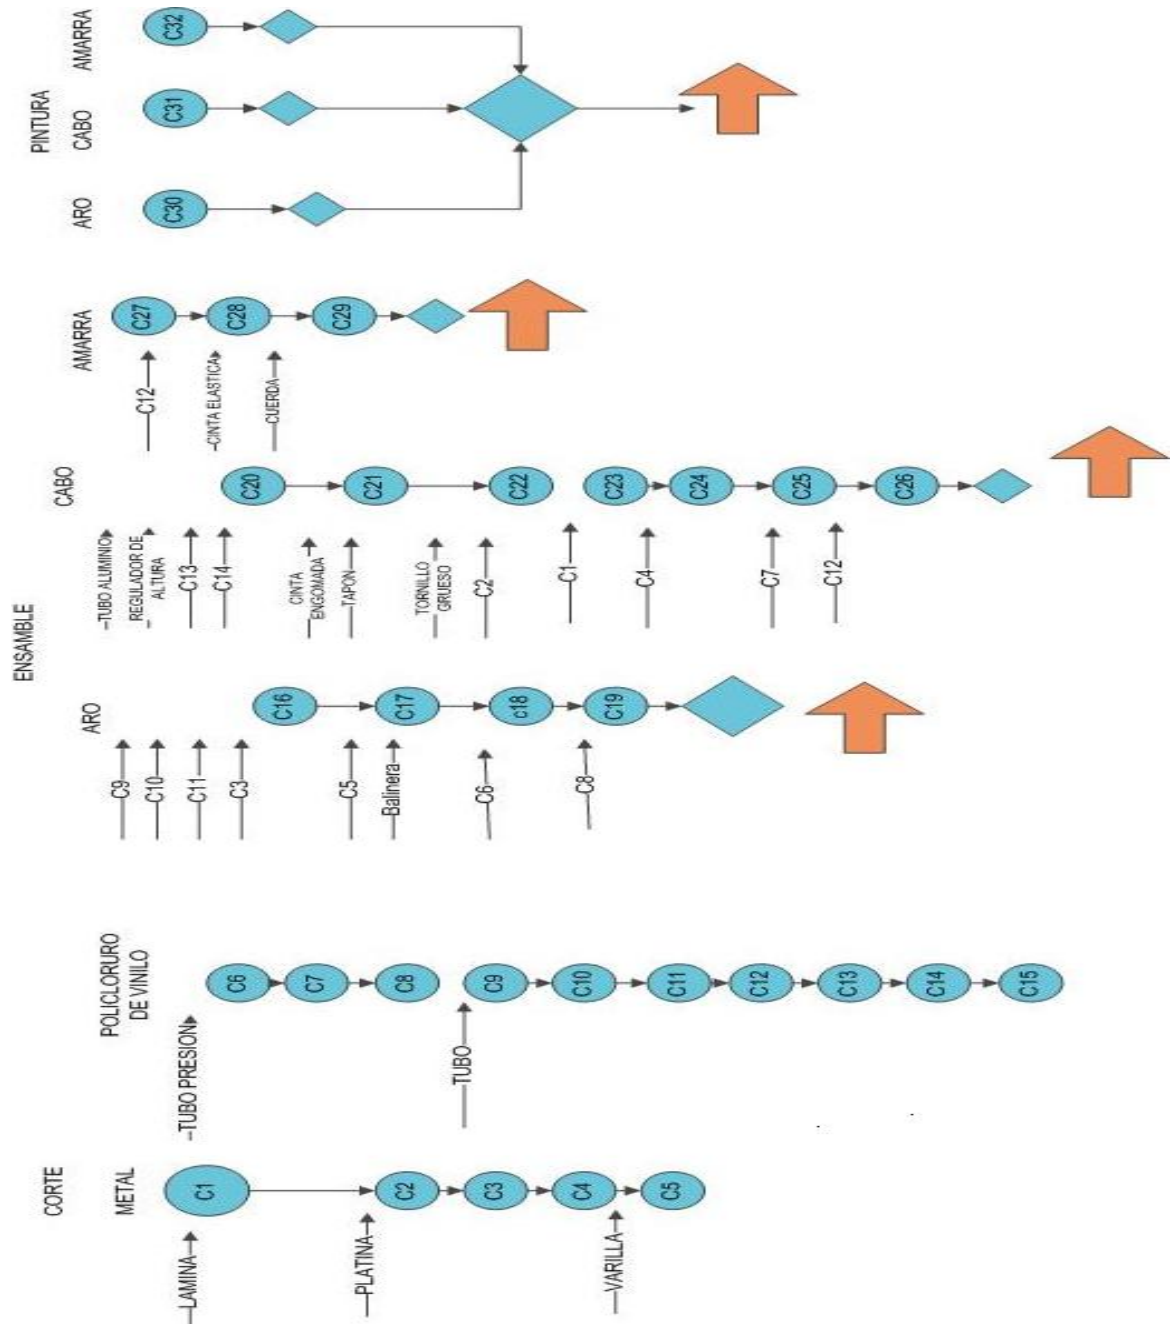 CORTE
METAL
LAMINA
C1
PLATINA
C2
C3
C4
VARILLA
C5
POLICLORURO
DE VINILO
TUBO PRESION
C6
C7
C8
TUBO
C9
C10
C11
C12
C13
C14
C15
ENSAMBLE
ARO
C9
C10
C11
C3
C16
C5
Balinera
C17
C6
c18
C8
C19
CABO
TUBO ALUMINIO
REGULADOR DE
ALTURA
C13
C14
C20
CINTA
ENGOMADA
TAPON
C21
TORNILLO
GRUESO
C2
C22
C1
C23
C4
C24
C7
C25
C12
C26
AMARRA
C12
C27
CINTA ELASTICA
C28
CUERDA
C29
PINTURA
ARO
CABO
AMARRA
C30
C31
C32